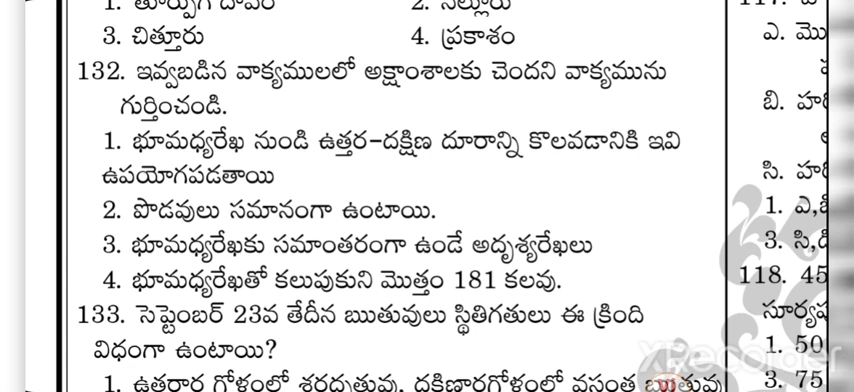 3. చిత్తూరు 4. ప్రకాశం
132. ఇవ్వబడిన వాక్యములలో అక్షాంశాలకు చెందని వాక్యమును
గుర్తించండి.
1. భూమధ్యరేఖ నుండి ఉత్తర-దక్షిణ దూరాన్ని కొలవడానికి ఇవి
ఉపయోగపడతాయి
2. పొడవులు సమానంగా ఉంటాయి.
3. భూమధ్యరేఖకు సమాంతరంగా ఉండే అదృశ్యరేఖలు
4. భూమధ్యరేఖతో కలుపుకుని మొత్తం 181 కలవు.
133. సెప్టెంబర్ 23వ తేదీన ఋతువులు స్థితిగతులు ఈ క్రింది
విధంగా ఉంటాయి?
ఎ.
బి.
సి.
1.
3.
118. 45
1. 50
3. 75